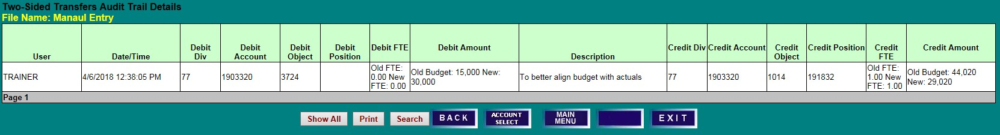 Two-Sided Transfers Audit Trail Details
File Name: Manaul Entry
User Date/Time Debit Div Debit Account Debit Object Debit Position Debit FTE Debit Amount Description Credit Div Credit Account Credit Object Credit Position Credit FTE Credit Amount
TRAINER 4/6/2018 12:38:05 PM 77 1903320 3724 Old FTE: 0.00 New FTE: 0.00 Old Budget: 15,000 New: 30,000 To better align budget with actuals 77 1903320 1014 191832 Old FTE: 1.00 New FTE: 1.00 Old Budget: 44,020 New: 29,020
Page 1
Show All Print Search BACK ACCOUNT SELECT MAIN MENU EXIT